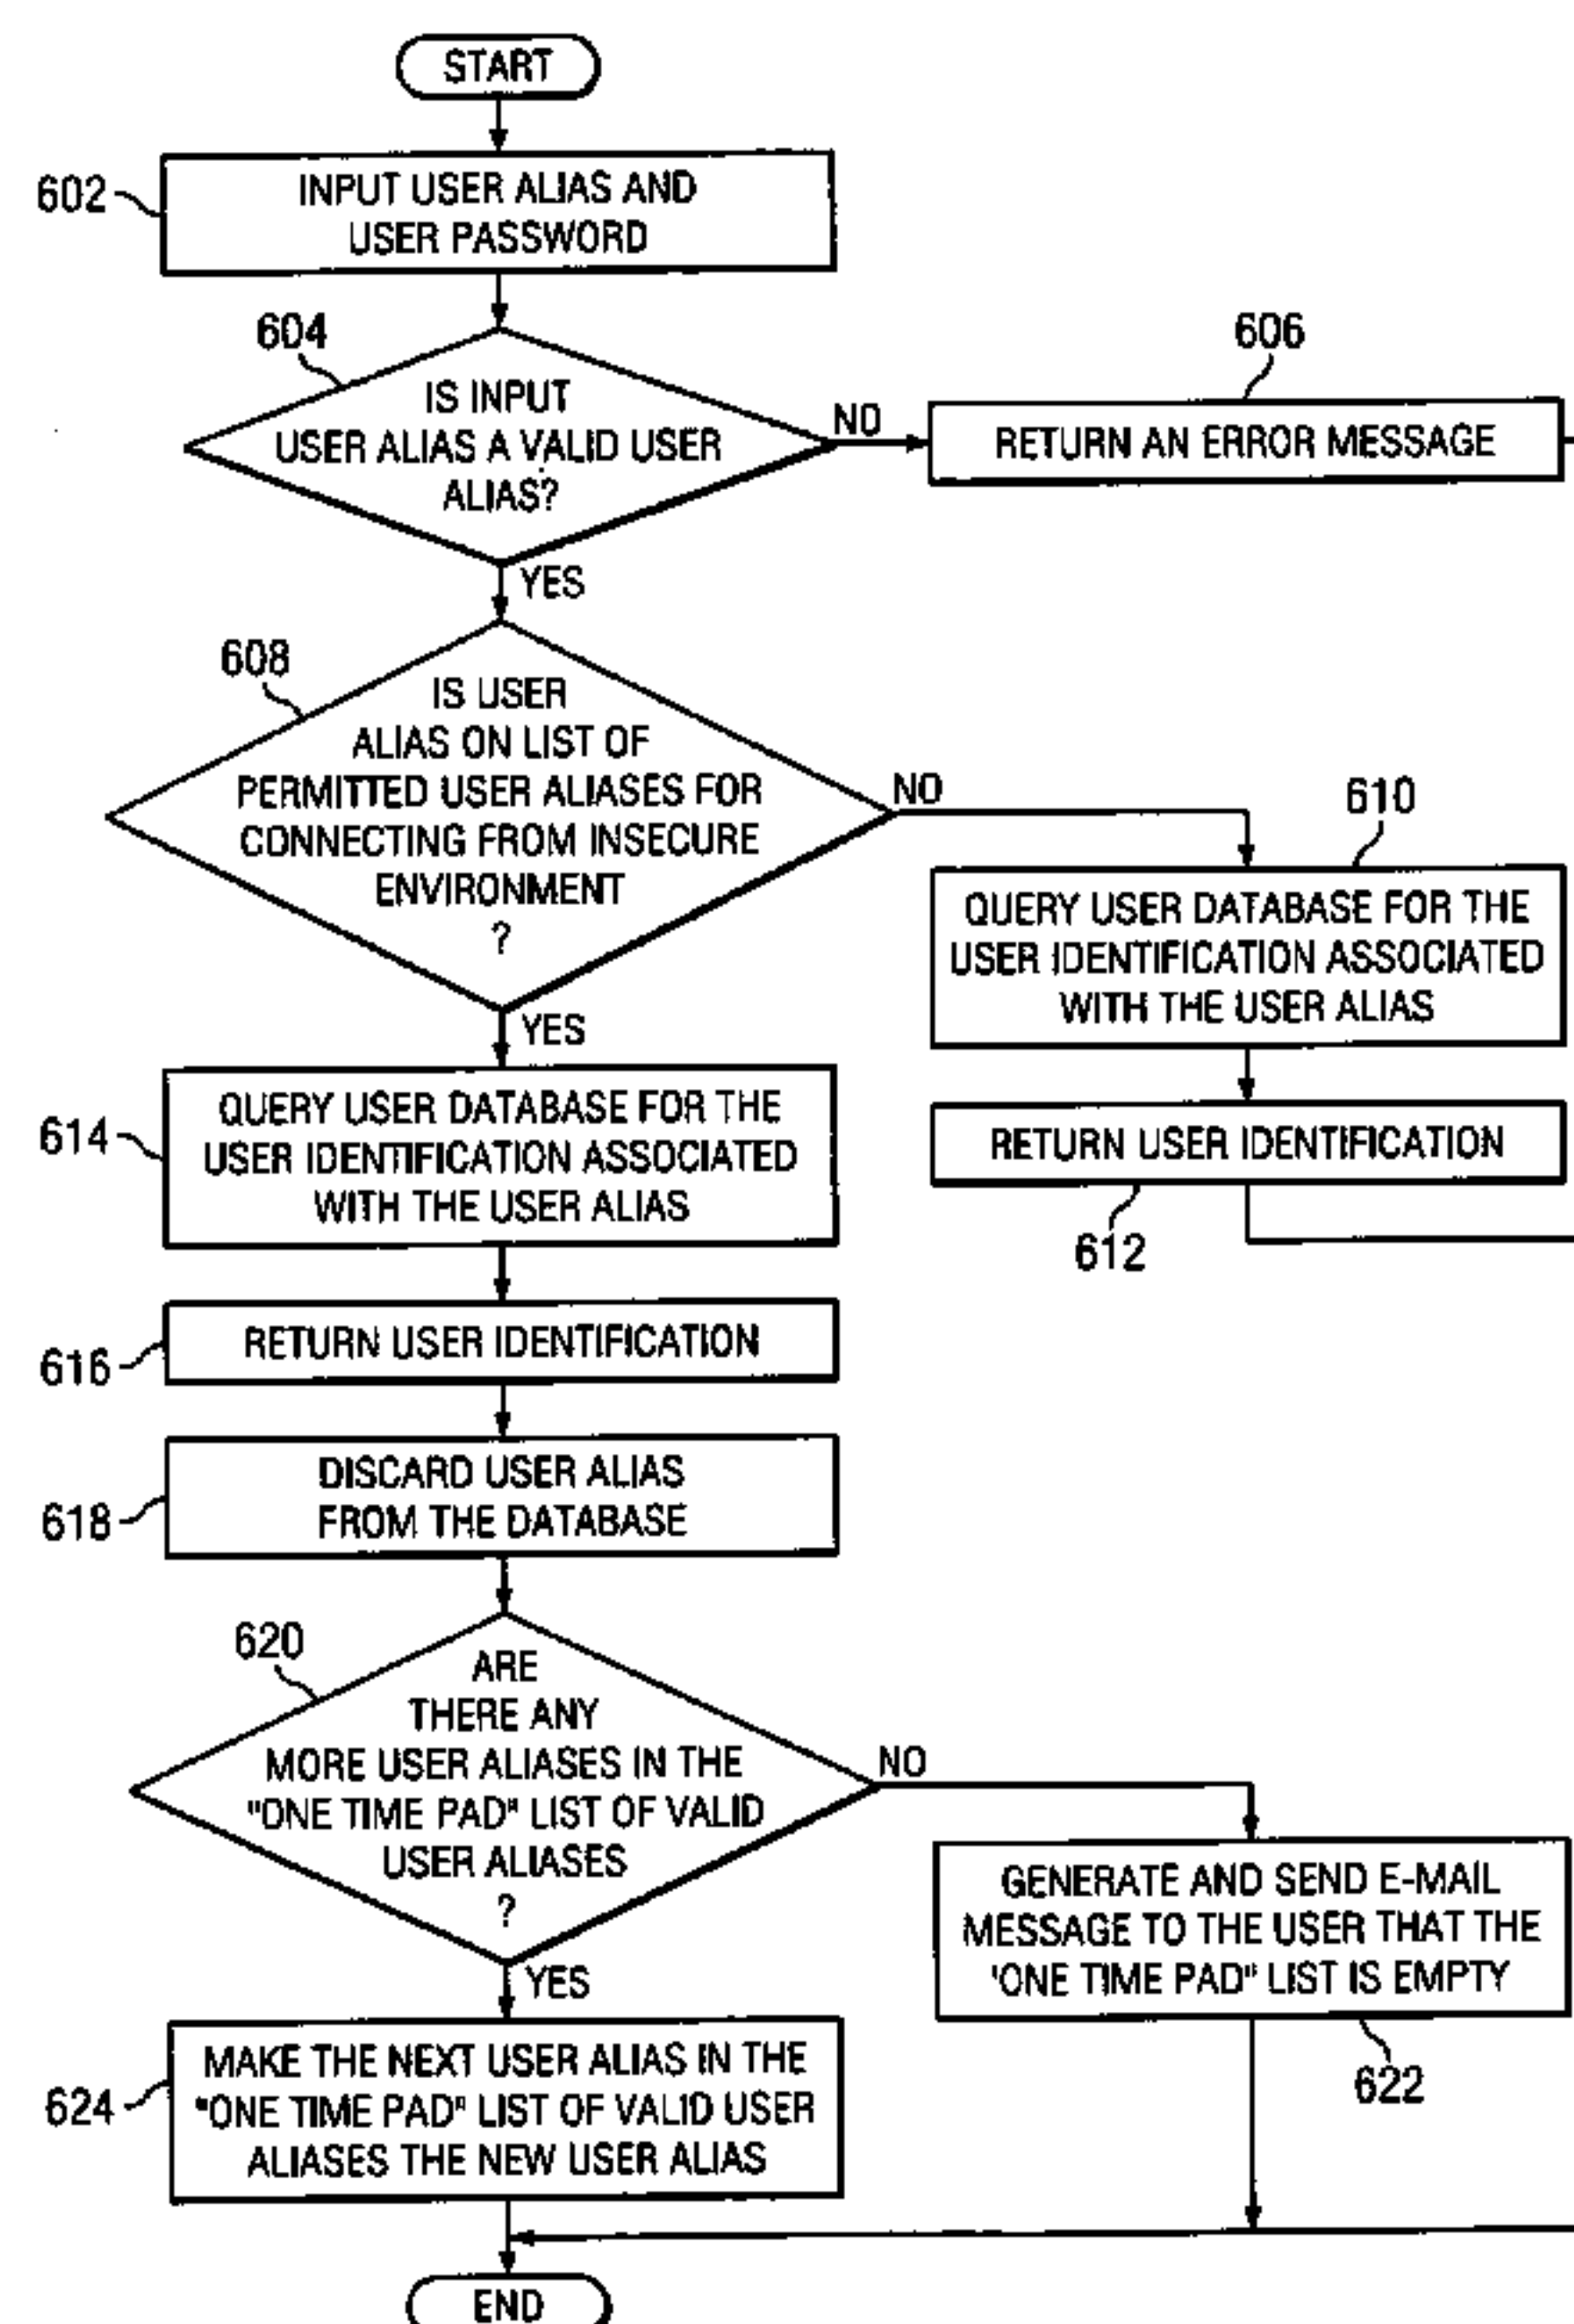 START
602
INPUT USER ALIAS AND
USER PASSWORD
604
IS INPUT
USER ALIAS A VALID USER
ALIAS?
NO
606
RETURN AN ERROR MESSAGE
YES
608
IS USER
ALIAS ON LIST OF
PERMITTED USER ALIASES FOR
CONNECTING FROM INSECURE
ENVIRONMENT
?
NO
610
QUERY USER DATABASE FOR THE
USER IDENTIFICATION ASSOCIATED
WITH THE USER ALIAS
RETURN USER IDENTIFICATION
612
YES
614
QUERY USER DATABASE FOR THE
USER IDENTIFICATION ASSOCIATED
WITH THE USER ALIAS
616
RETURN USER IDENTIFICATION
618
DISCARD USER ALIAS
FROM THE DATABASE
620
ARE
THERE ANY
MORE USER ALIASES IN THE
"ONE TIME PAD" LIST OF VALID
USER ALIASES
?
NO
GENERATE AND SEND E-MAIL
MESSAGE TO THE USER THAT THE
'ONE TIME PAD" LIST IS EMPTY
622
YES
624
MAKE THE NEXT USER ALIAS IN THE
"ONE TIME PAD" LIST OF VALID USER
ALIASES THE NEW USER ALIAS
END